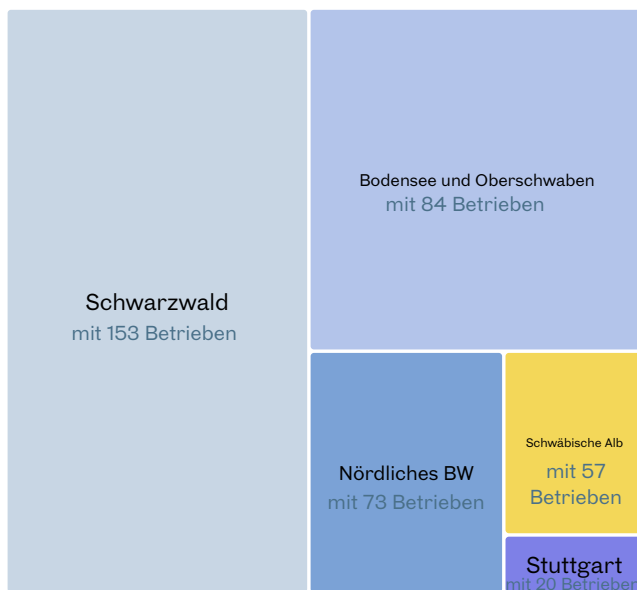 Schwarzwald
mit 153 Betrieben
Bodensee und Oberschwaben
mit 84 Betrieben
Nördliches BW
mit 73 Betrieben
Schwäbische Alb
mit 57
Betrieben
Stuttgart
mit 20 Betrieben